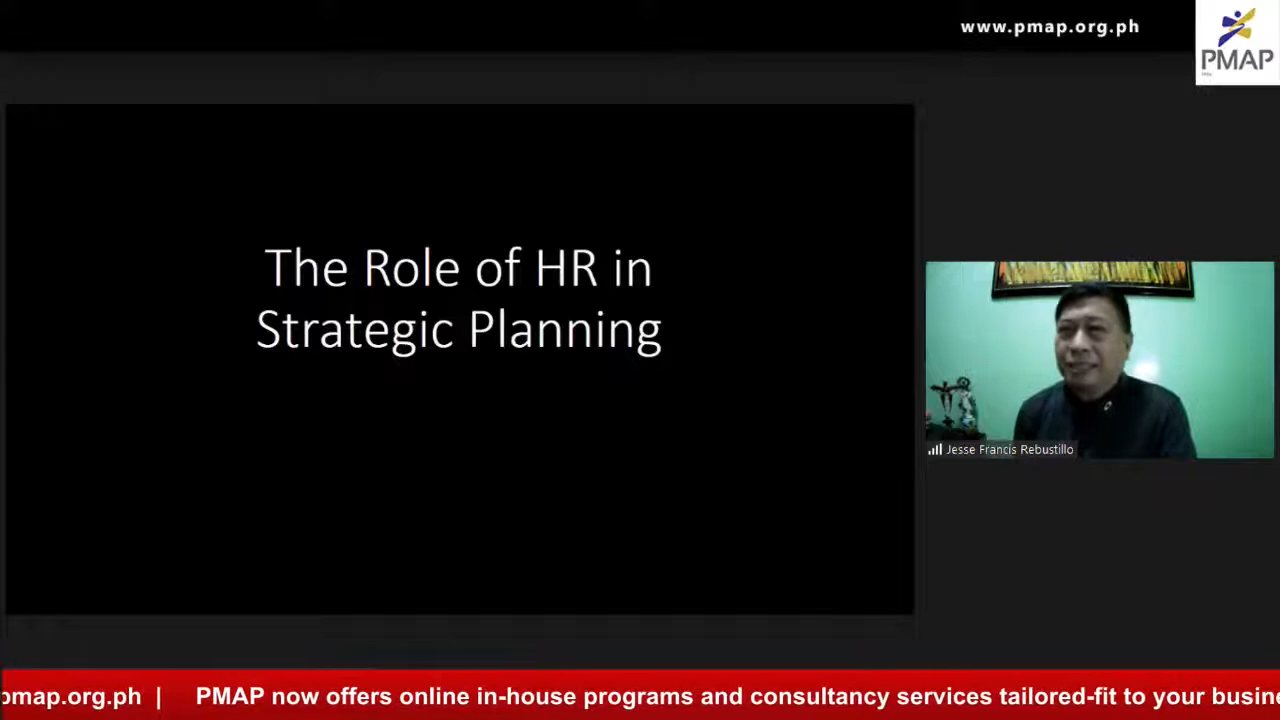 www.pmap.org.ph
PMAP
The Role of HR in
Strategic Planning
Jesse Francis Rebustillo
pmap.org.ph | PMAP now offers online in-house programs and consultancy services tailored-fit to your busin